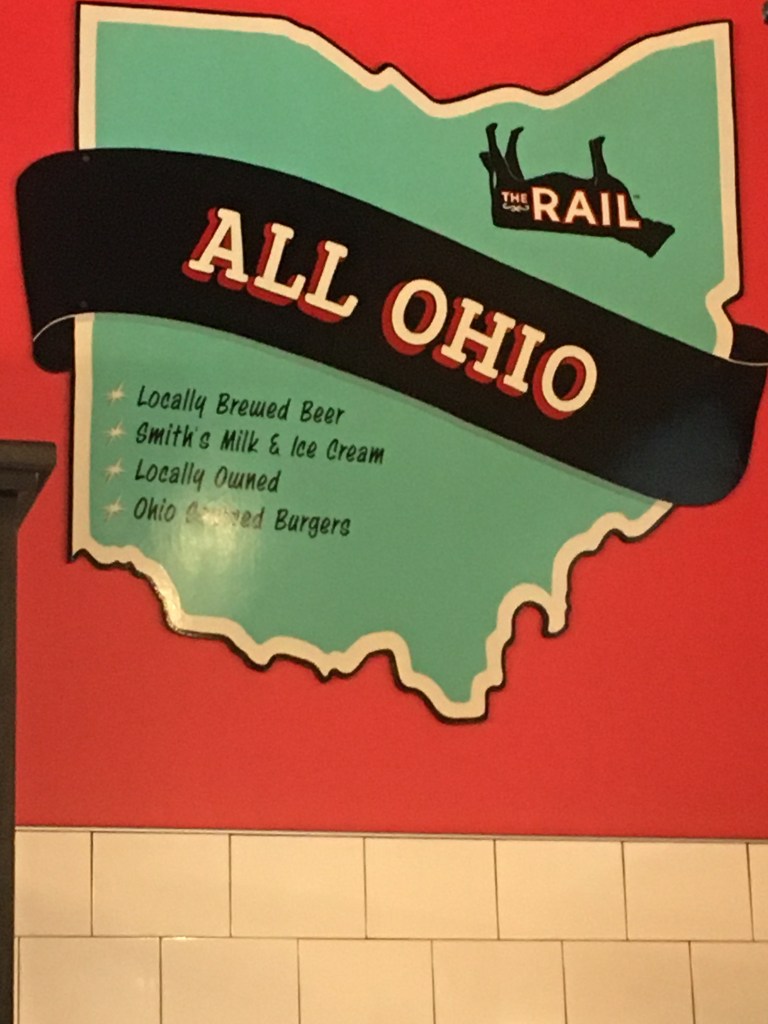 THE RAIL
ALL OHIO
Locally Brewed Beer
Smith's Milk & Ice Cream
Locally Owned
Ohio Burgers